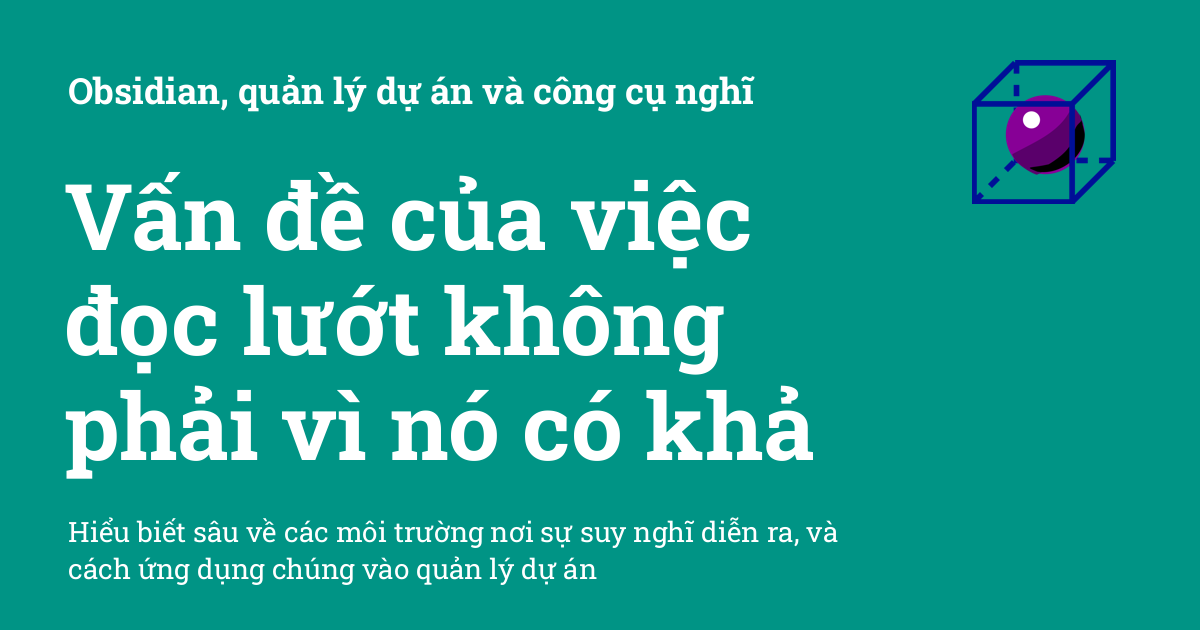 Obsidian, quản lý dự án và công cụ nghĩ
Vấn đề của việc
đọc lướt không
phải vì nó có khả
Hiểu biết sâu về các môi trường nơi sự suy nghĩ diễn ra, và
cách ứng dụng chúng vào quản lý dự án